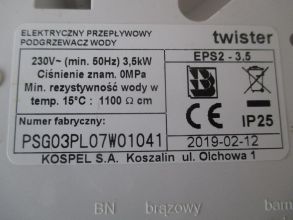 ELEKTRYCZNY PRZEPŁYWOWY
PODGRZEWACZ WODY
twister
230V~ (min. 50Hz) 3,5kW
EPS2 - 3.5
Ciśnienie znam. 0MPa
Min. rezystywność wody w
temp. 15°C : 1100 Ω cm
Numer fabryczny:
CE IP25
PSG03PL07W01041
2019-02-12
KOSPEL S.A. Koszalin ul. Olchowa 1
BN brązowy